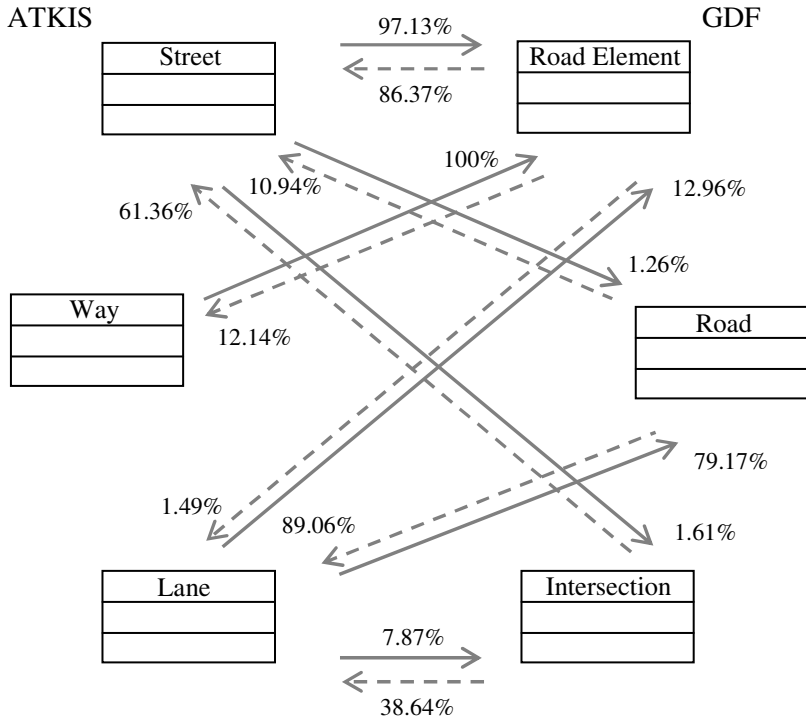 ATKIS
GDF
97.13%
Street
Road Element
86.37%
100%
61.36%
10.94%
12.96%
1.26%
Way
Road
12.14%
79.17%
1.49%
89.06%
1.61%
Lane
Intersection
7.87%
38.64%